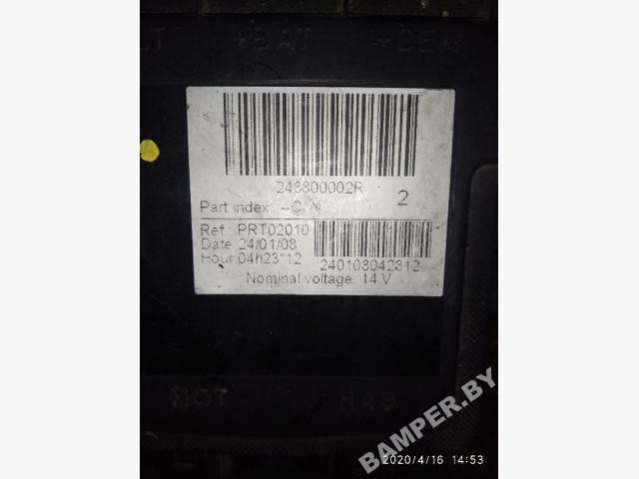 +BAT
243800002R
2
Part index: --C
Ref : PRT02010
Date 24/01/08
Hour 04h23'12
240108042312
Nominal voltage: 14 V
BAMPER.BY
2020/4/16 14:53